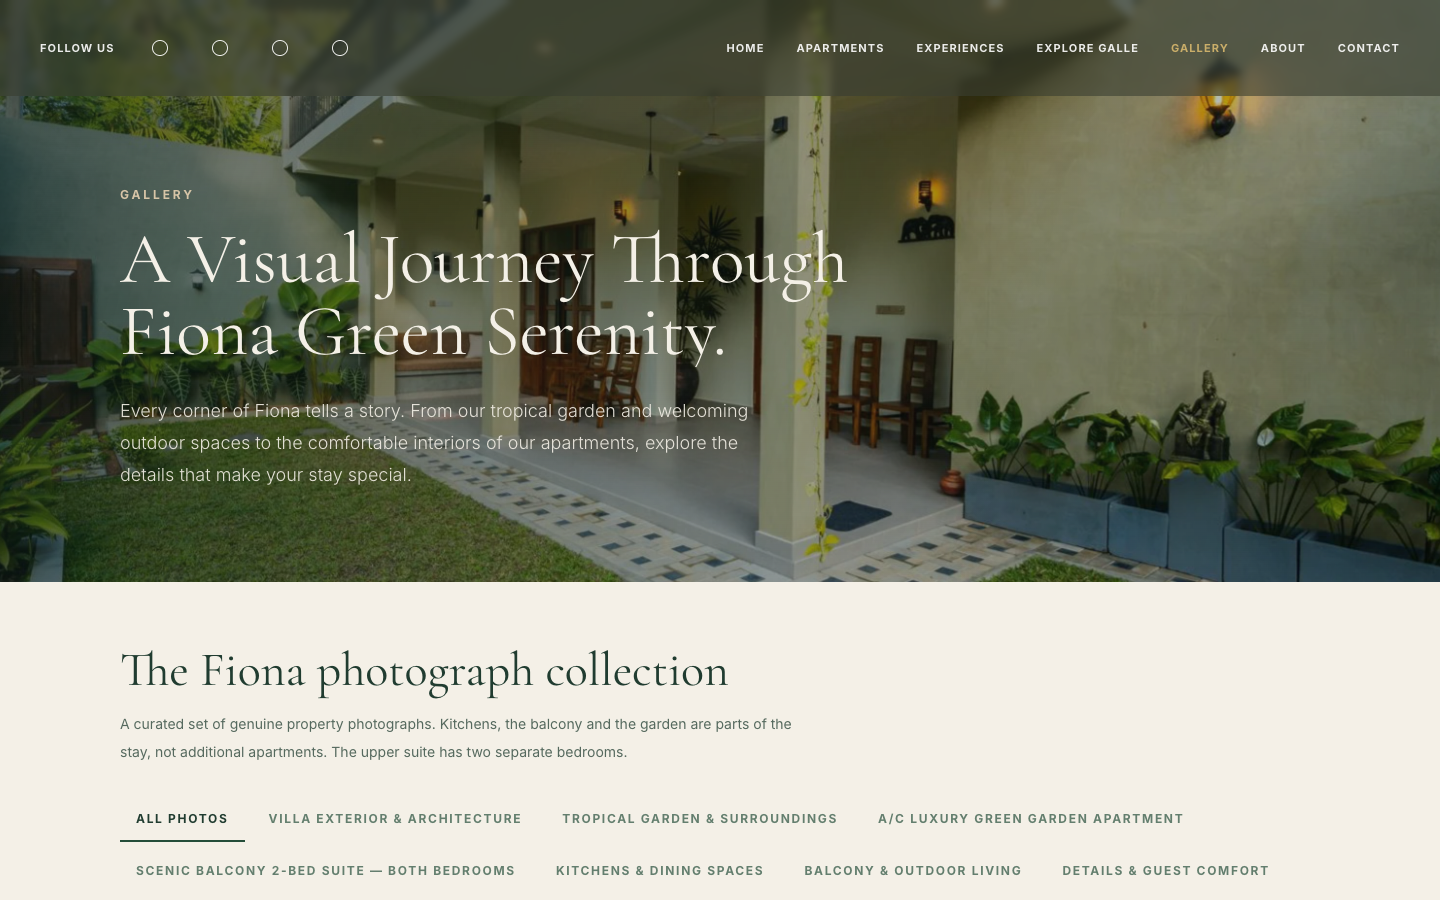 FOLLOW US
HOME APARTMENTS EXPERIENCES EXPLORE GALLE GALLERY ABOUT CONTACT
GALLERY
A Visual Journey Through
Fiona Green Serenity.
Every corner of Fiona tells a story. From our tropical garden and welcoming
outdoor spaces to the comfortable interiors of our apartments, explore the
details that make your stay special.
The Fiona photograph collection
A curated set of genuine property photographs. Kitchens, the balcony and the garden are parts of the
stay, not additional apartments. The upper suite has two separate bedrooms.
ALL PHOTOS VILLA EXTERIOR & ARCHITECTURE TROPICAL GARDEN & SURROUNDINGS A/C LUXURY GREEN GARDEN APARTMENT
SCENIC BALCONY 2-BED SUITE — BOTH BEDROOMS KITCHENS & DINING SPACES BALCONY & OUTDOOR LIVING DETAILS & GUEST COMFORT